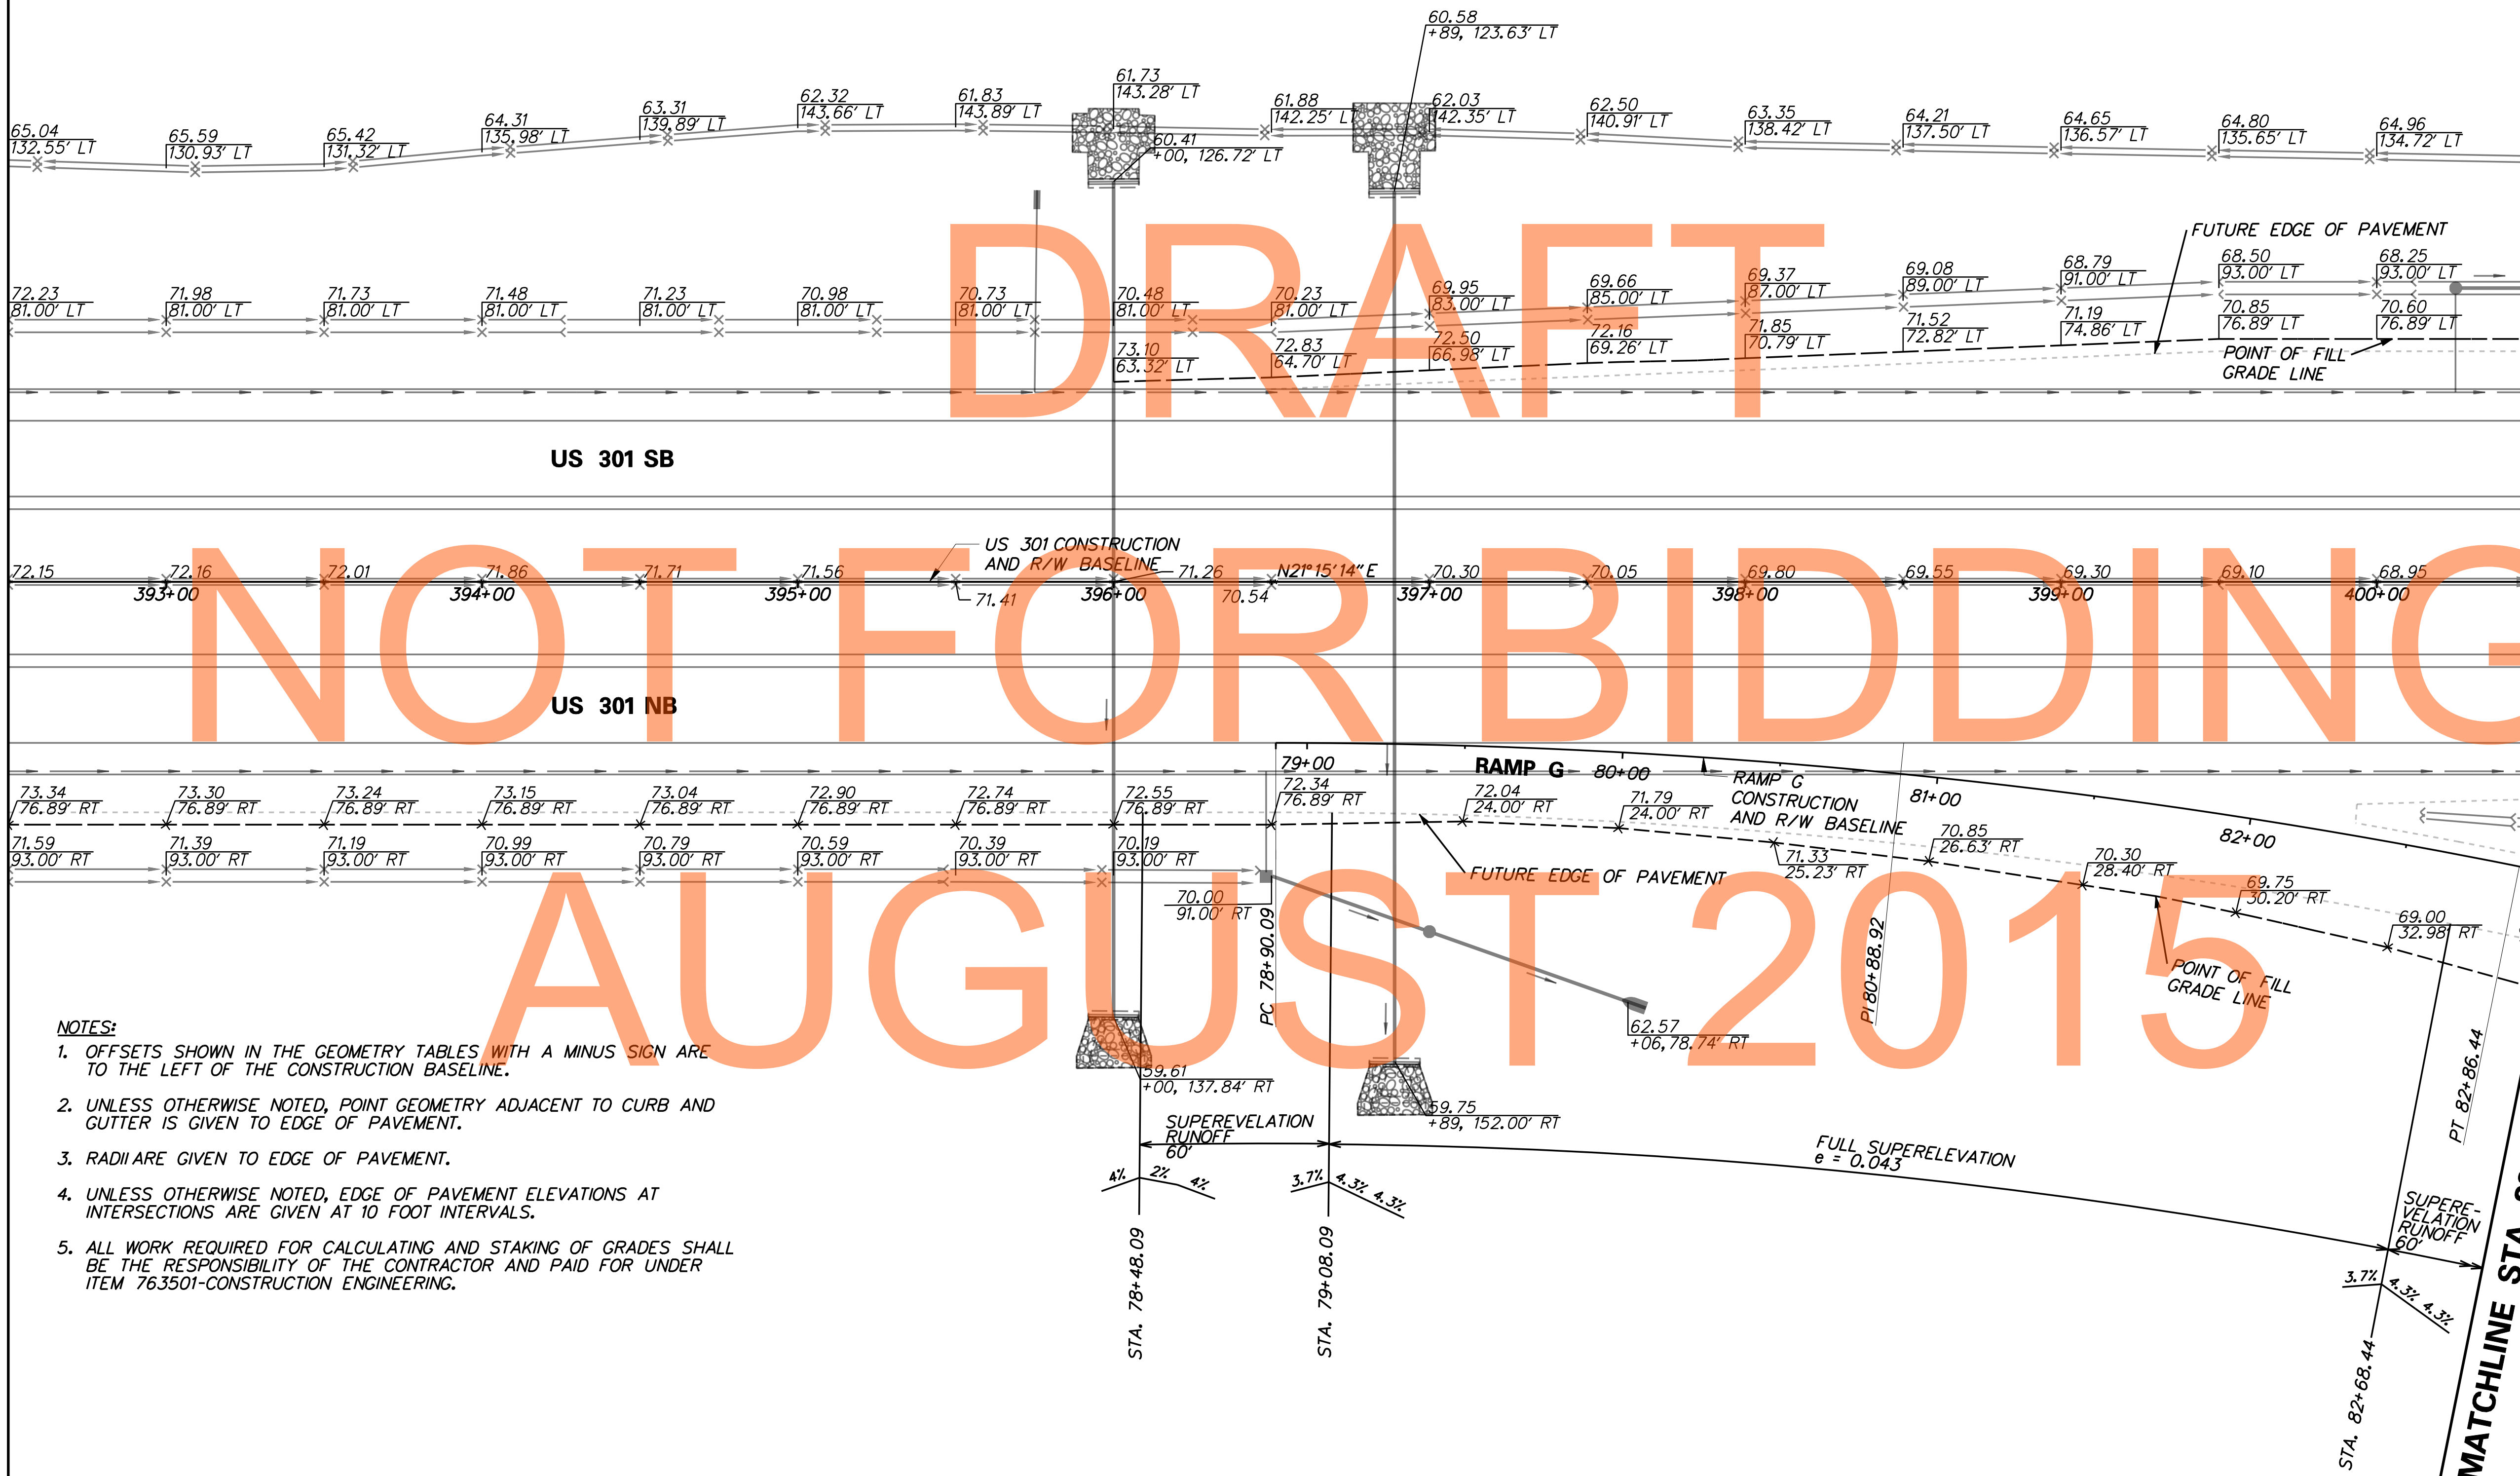 60.58
+89, 123.63' LT
65.04
132.55' LT
65.59
130.93' LT
65.42
131.32' LT
64.31
135.98' LT
63.31
139.89' LT
62.32
143.66' LT
61.83
143.89' LT
61.73
143.28' LT
60.41
+00, 126.72' LT
61.88
142.25' LT
62.03
142.35' LT
62.50
140.91' LT
63.35
138.42' LT
64.21
137.50' LT
64.65
136.57' LT
64.80
135.65' LT
64.96
134.72' LT
DRAFT
FUTURE EDGE OF PAVEMENT
72.23
81.00' LT
71.98
81.00' LT
71.73
81.00' LT
71.48
81.00' LT
71.23
81.00' LT
70.98
81.00' LT
70.73
81.00' LT
70.48
81.00' LT
70.23
81.00' LT
69.95
83.00' LT
69.66
85.00' LT
69.37
87.00' LT
69.08
89.00' LT
68.79
91.00' LT
68.50
93.00' LT
68.25
93.00' LT
73.10
63.32' LT
72.83
64.70' LT
72.50
66.98' LT
72.16
69.26' LT
71.85
70.79' LT
71.52
72.82' LT
71.19
74.86' LT
70.85
76.89' LT
70.60
76.89' LT
POINT OF FILL
GRADE LINE
US 301 SB
US 301 CONSTRUCTION
AND R/W BASELINE
72.15 72.16 72.01 71.86 71.71 71.56 71.41 71.26 70.54 N21°15'14"E 70.30 70.05 69.80 69.55 69.30 69.10 68.95
393+00 394+00 395+00 396+00 397+00 398+00 399+00 400+00
NOT FOR BIDDING
US 301 NB
79+00 RAMP G 80+00 81+00 82+00
RAMP G
CONSTRUCTION
AND R/W BASELINE
73.34
76.89' RT
73.30
76.89' RT
73.24
76.89' RT
73.15
76.89' RT
73.04
76.89' RT
72.90
76.89' RT
72.74
76.89' RT
72.55
76.89' RT
72.34
76.89' RT
72.04
24.00' RT
71.79
24.00' RT
71.33
25.23' RT
70.85
26.63' RT
70.30
28.40' RT
69.75
30.20' RT
69.00
32.98' RT
71.59
93.00' RT
71.39
93.00' RT
71.19
93.00' RT
70.99
93.00' RT
70.79
93.00' RT
70.59
93.00' RT
70.39
93.00' RT
70.19
93.00' RT
70.00
91.00' RT
FUTURE EDGE OF PAVEMENT
AUGUST 2015
PC 78+90.09
PI 80+88.92
PT 82+86.44
POINT OF FILL
GRADE LINE
62.57
+06,78.74' RT
59.61
+00, 137.84' RT
59.75
+89, 152.00' RT
NOTES:
1. OFFSETS SHOWN IN THE GEOMETRY TABLES WITH A MINUS SIGN ARE
TO THE LEFT OF THE CONSTRUCTION BASELINE.
2. UNLESS OTHERWISE NOTED, POINT GEOMETRY ADJACENT TO CURB AND
GUTTER IS GIVEN TO EDGE OF PAVEMENT.
3. RADII ARE GIVEN TO EDGE OF PAVEMENT.
4. UNLESS OTHERWISE NOTED, EDGE OF PAVEMENT ELEVATIONS AT
INTERSECTIONS ARE GIVEN AT 10 FOOT INTERVALS.
5. ALL WORK REQUIRED FOR CALCULATING AND STAKING OF GRADES SHALL
BE THE RESPONSIBILITY OF THE CONTRACTOR AND PAID FOR UNDER
ITEM 763501-CONSTRUCTION ENGINEERING.
SUPEREVELATION
RUNOFF
60'
4% 2% 4%
3.7% 4.3% 4.3%
FULL SUPERELEVATION
e = 0.043
STA. 78+48.09
STA. 79+08.09
SUPERE-
VELATION
RUNOFF
60'
3.7% 4.3% 4.3%
STA. 82+68.44
MATCHLINE STA